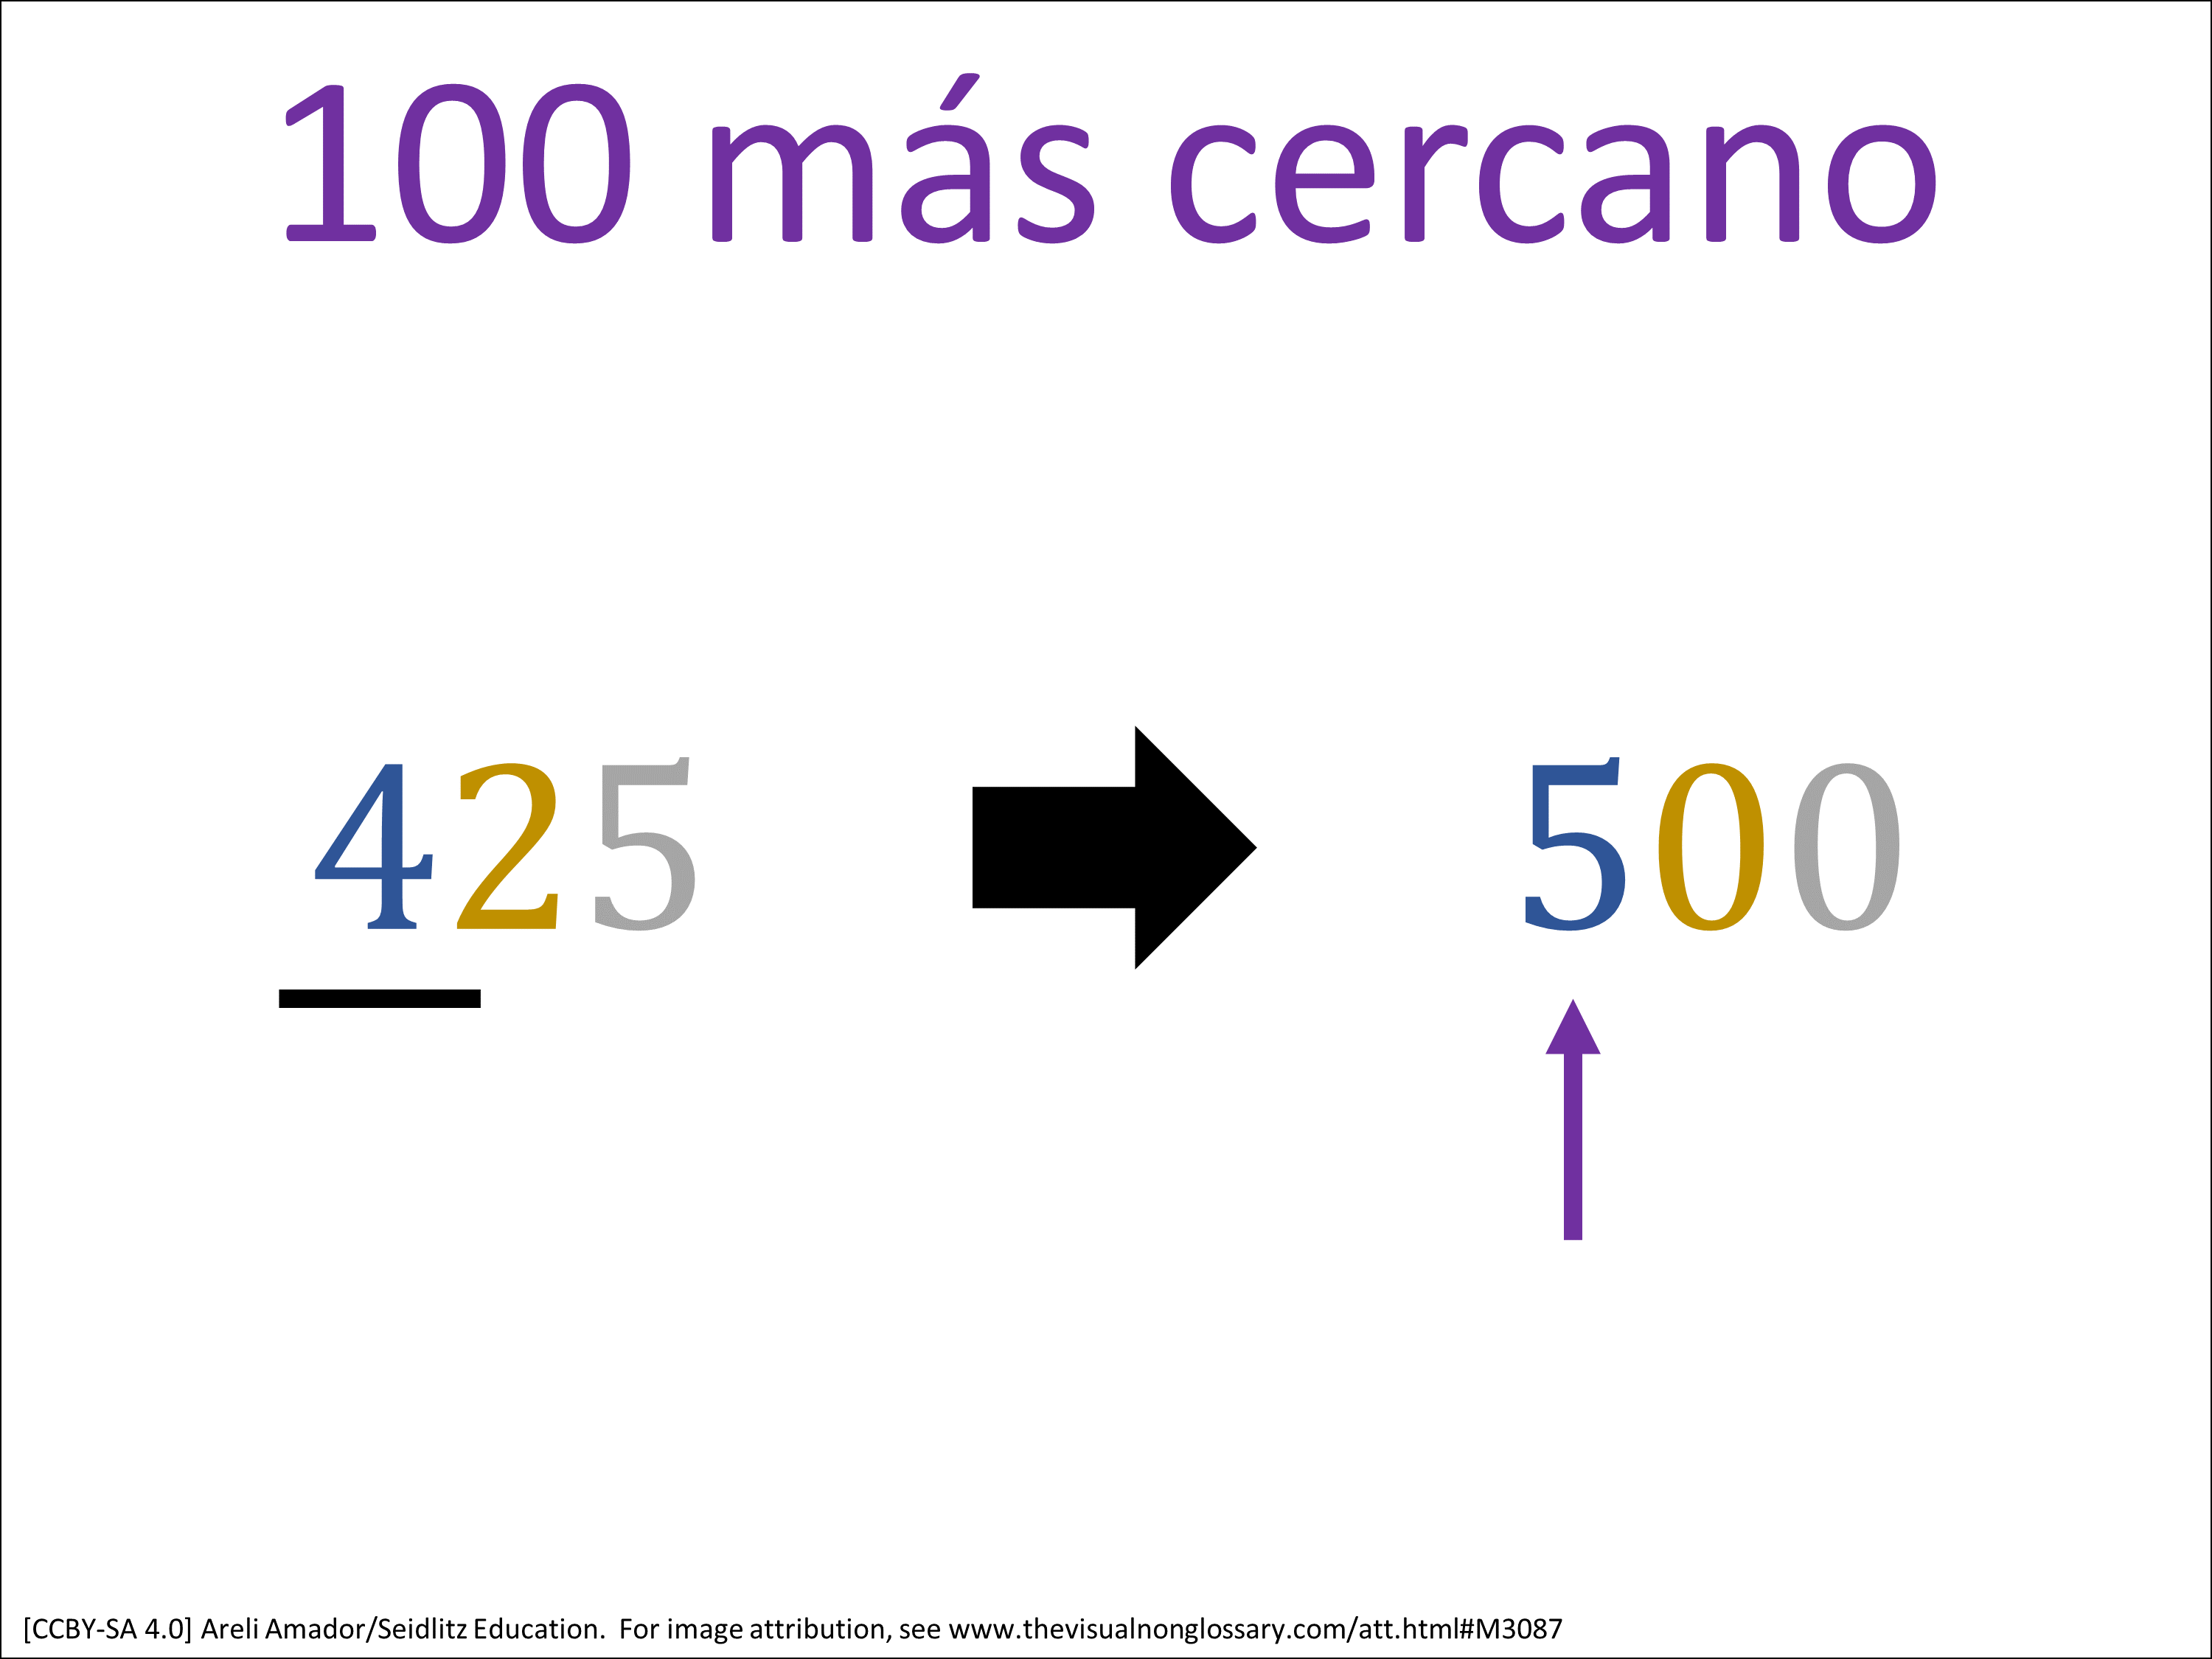 100 más cercano
425 500
[CCBY-SA 4.0] Areli Amador/Seidlitz Education. For image attribution, see www.thevisualnonglossary.com/att.html#M3087